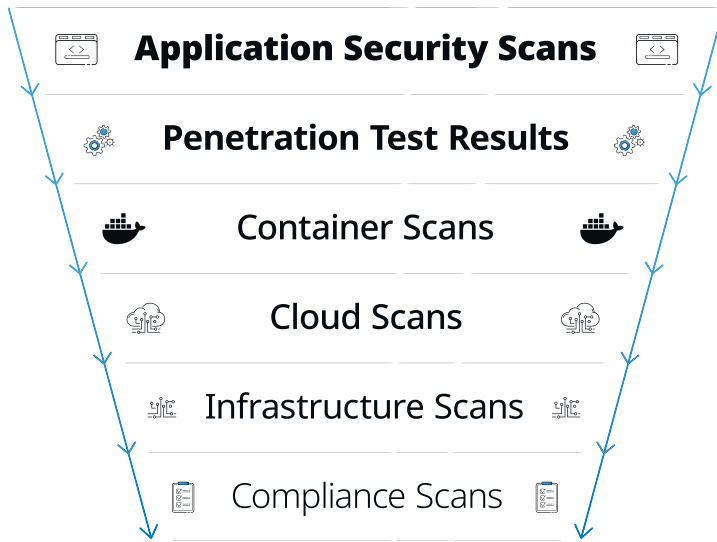 Application Security Scans
Penetration Test Results
Container Scans
Cloud Scans
Infrastructure Scans
Compliance Scans